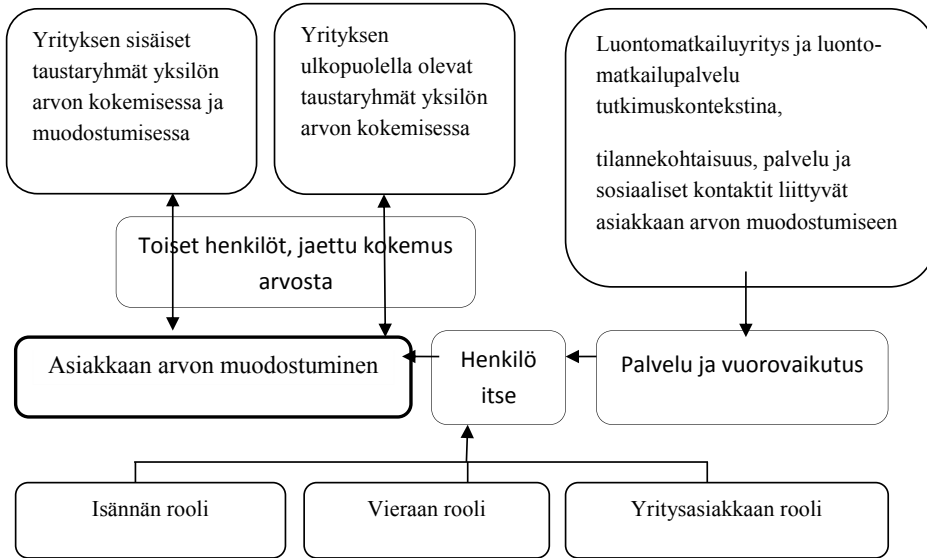 Yrityksen sisäiset
taustaryhmät yksilön
arvon kokemisessa ja
muodostumisessa
Yrityksen
ulkopuolella olevat
taustaryhmät yksilön
arvon kokemisessa
Luontomatkailuyritys ja luonto-
matkailupalvelu
tutkimuskontekstina,
tilannekohtaisuus, palvelu ja
sosiaaliset kontaktit liittyvät
asiakkaan arvon muodostumiseen
Toiset henkilöt, jaettu kokemus
arvosta
Asiakkaan arvon muodostuminen
Henkilö
itse
Palvelu ja vuorovaikutus
Isännän rooli
Vieraan rooli
Yritysasiakkaan rooli